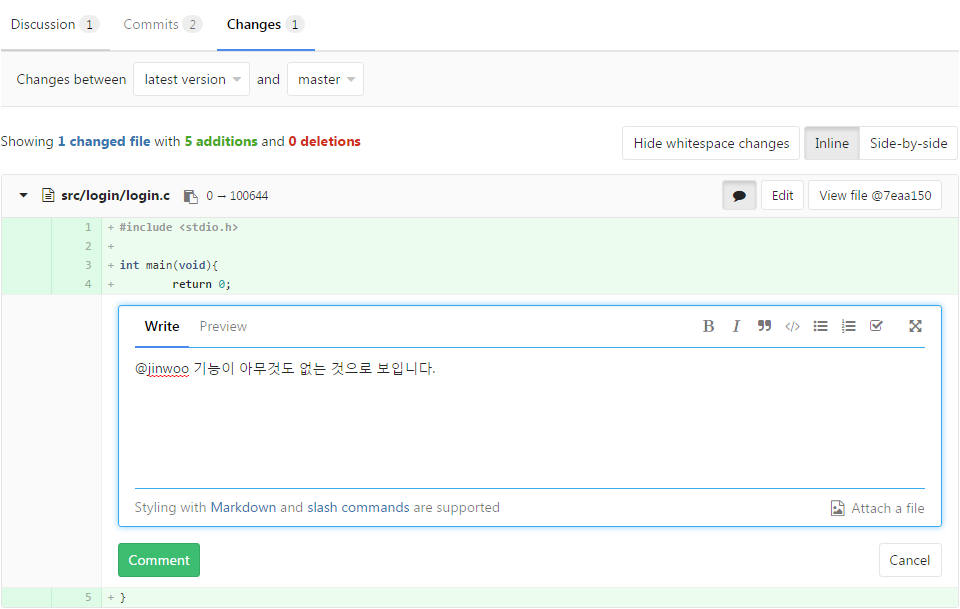 Discussion 1 Commits 2 Changes 1
Changes between latest version and master
Showing 1 changed file with 5 additions and 0 deletions Hide whitespace changes Inline Side-by-side
src/login/login.c 0 → 100644 Edit View file @7eaa150
1 + #include <stdio.h>
2 +
3 + int main(void){
4 + return 0;
Write Preview B I
@jinwoo 기능이 아무것도 없는 것으로 보입니다.
Styling with Markdown and slash commands are supported Attach a file
Comment Cancel
5 + }